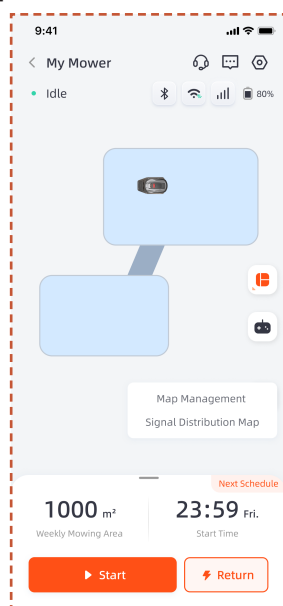 9:41
My Mower
Idle
80%
Map Management
Signal Distribution Map
Next Schedule
1000 m²
23:59 Fri.
Weekly Mowing Area
Start Time
Start
Return